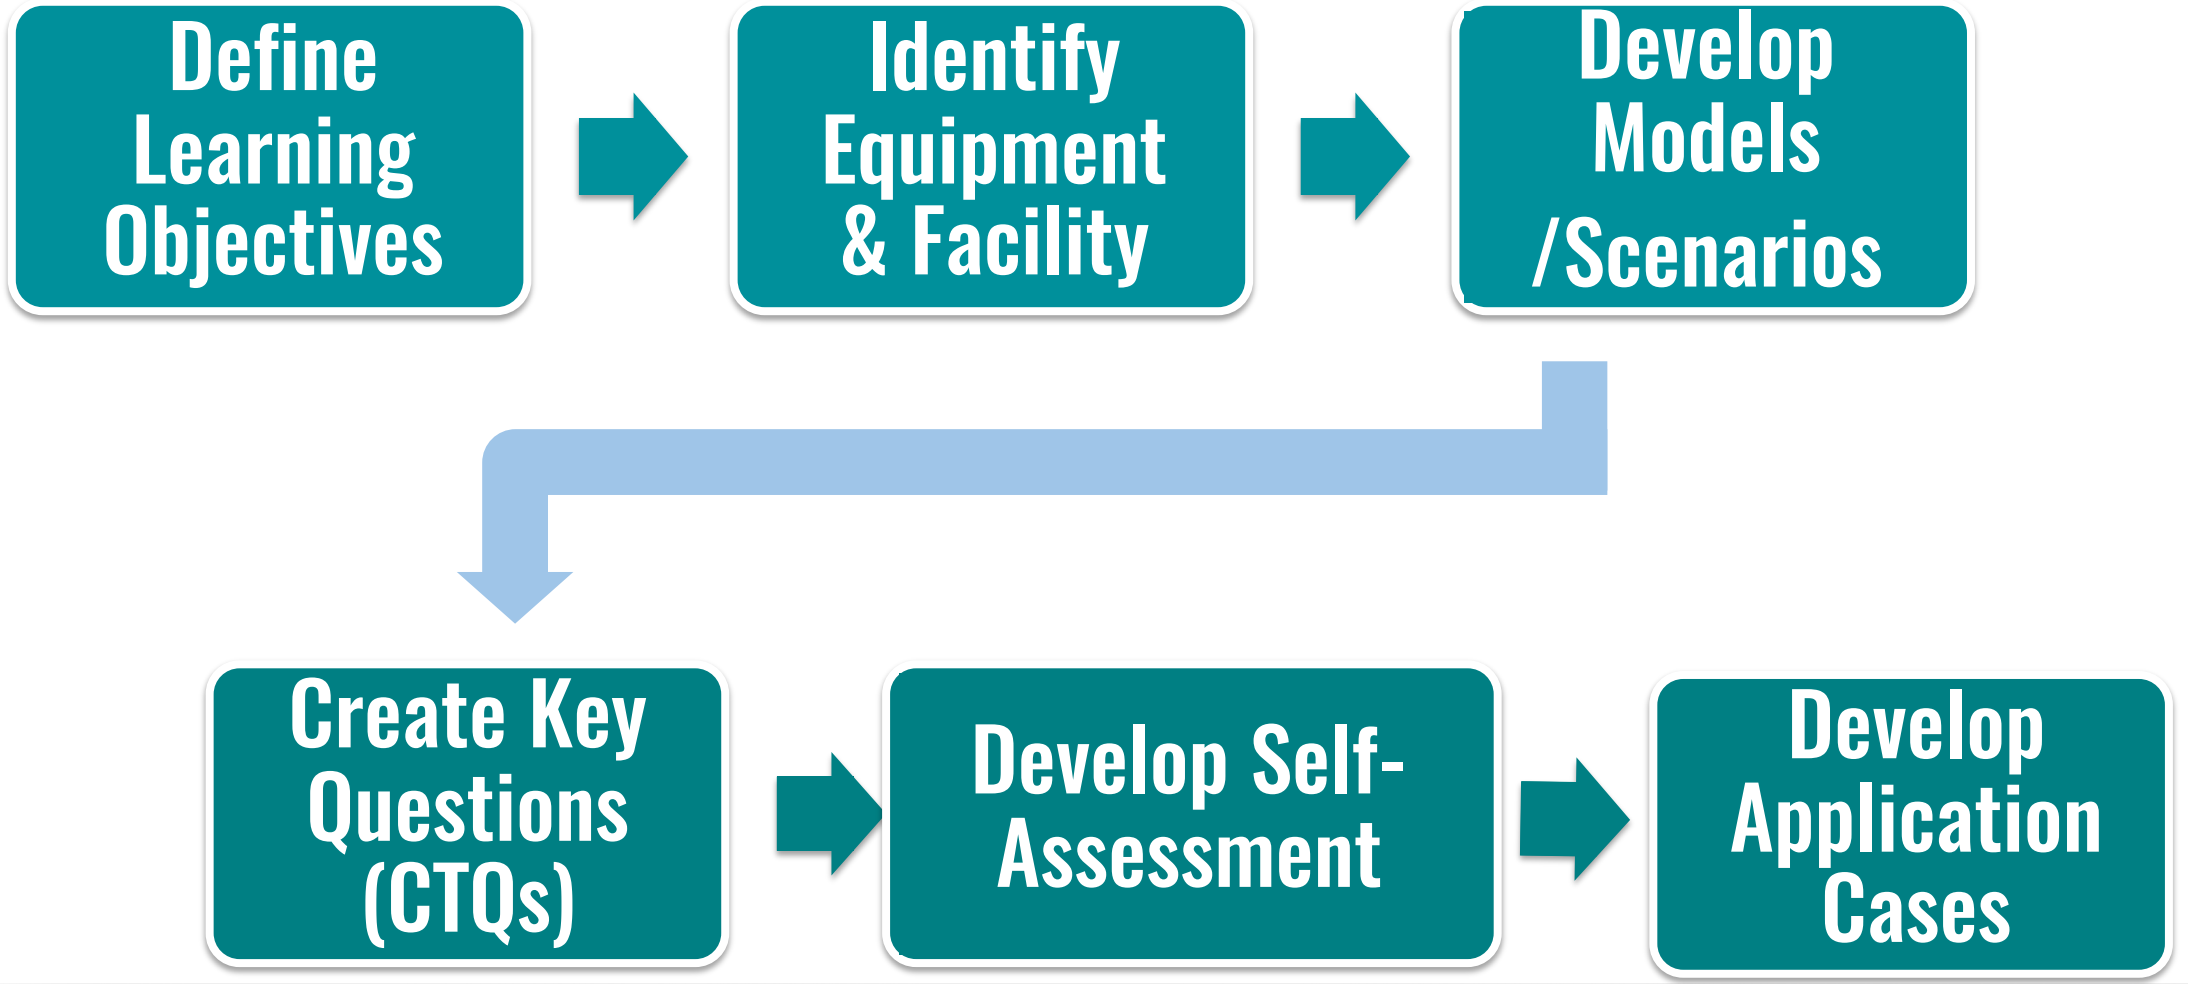 Define
Learning
Objectives
Identify
Equipment
& Facility
Develop
Models
/Scenarios
Create Key
Questions
(CTQs)
Develop Self-
Assessment
Develop
Application
Cases